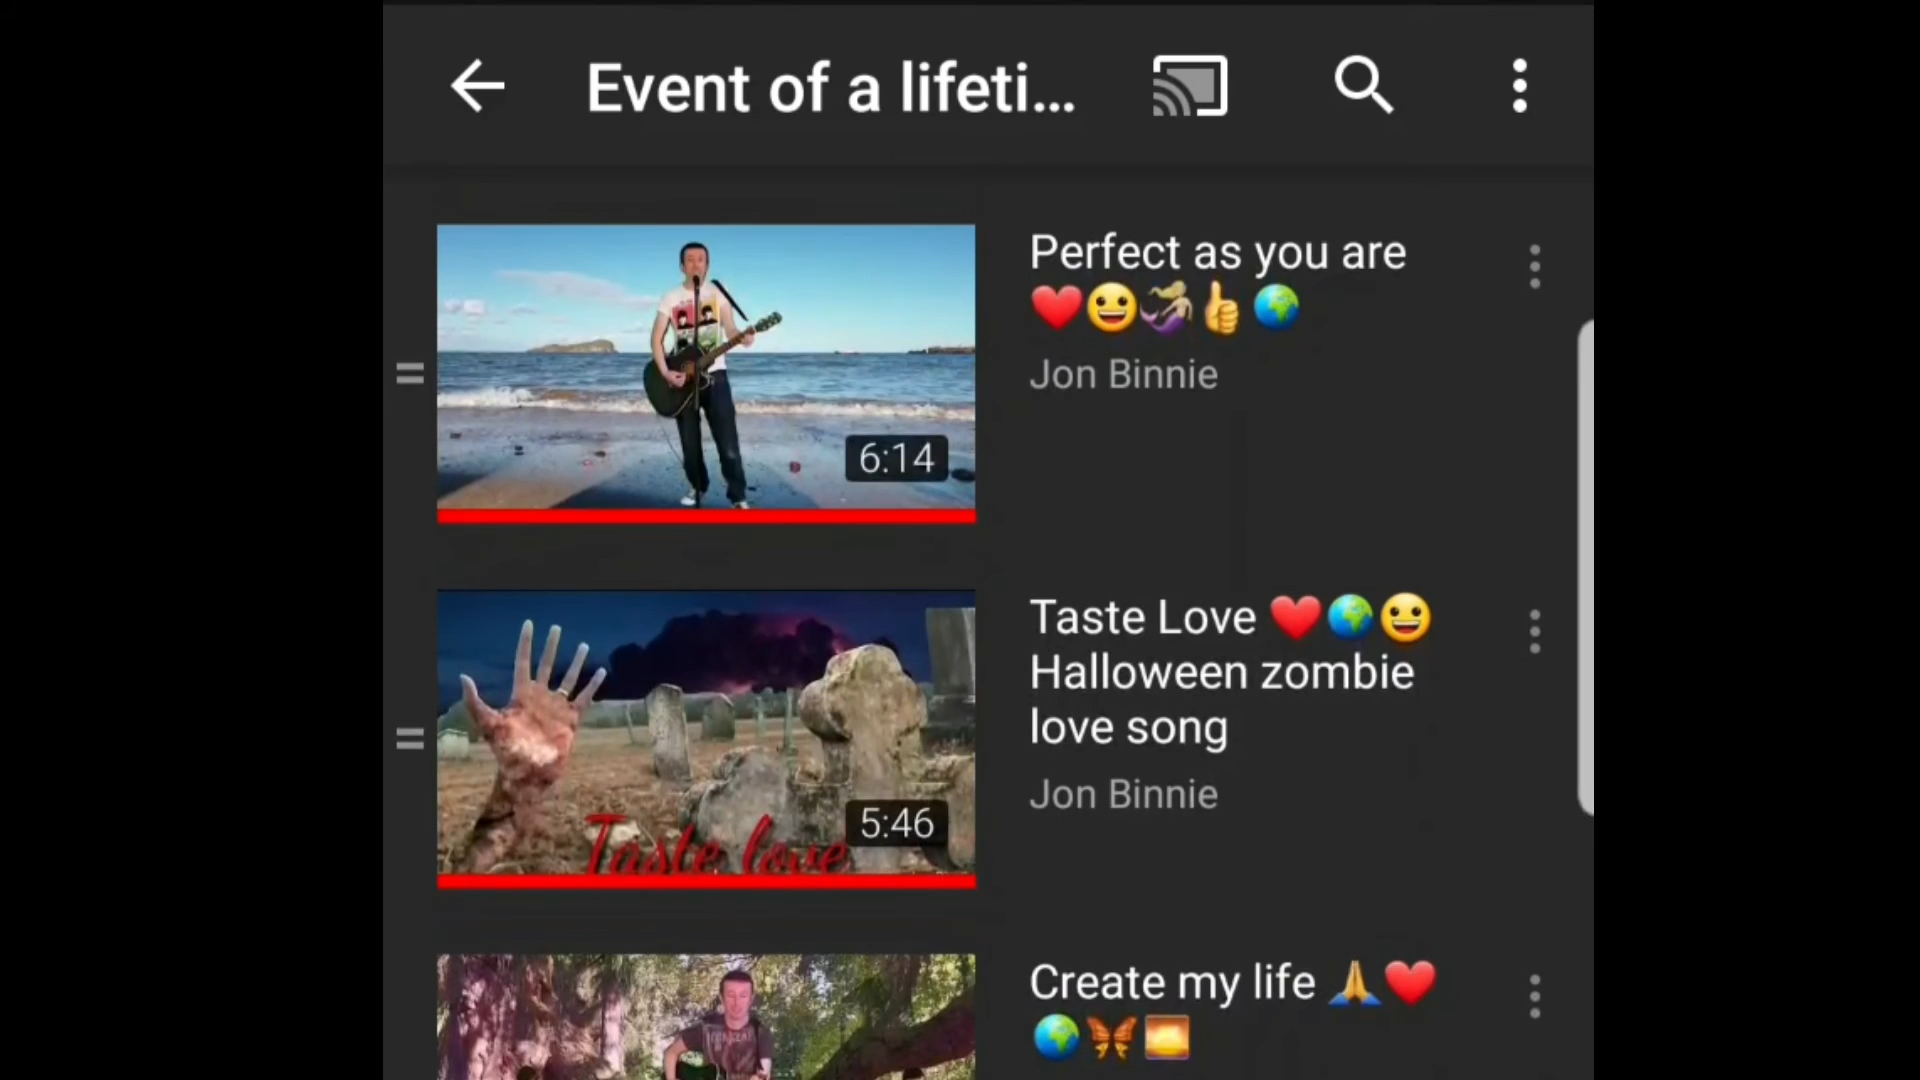 Event of a lifeti...
Perfect as you are
❤️😀🧜‍♀️👍🌍
Jon Binnie
6:14
Taste Love ❤️🌍😀
Halloween zombie
love song
Jon Binnie
5:46
Taste love
Create my life 🙏❤️
🌍🦋🌅